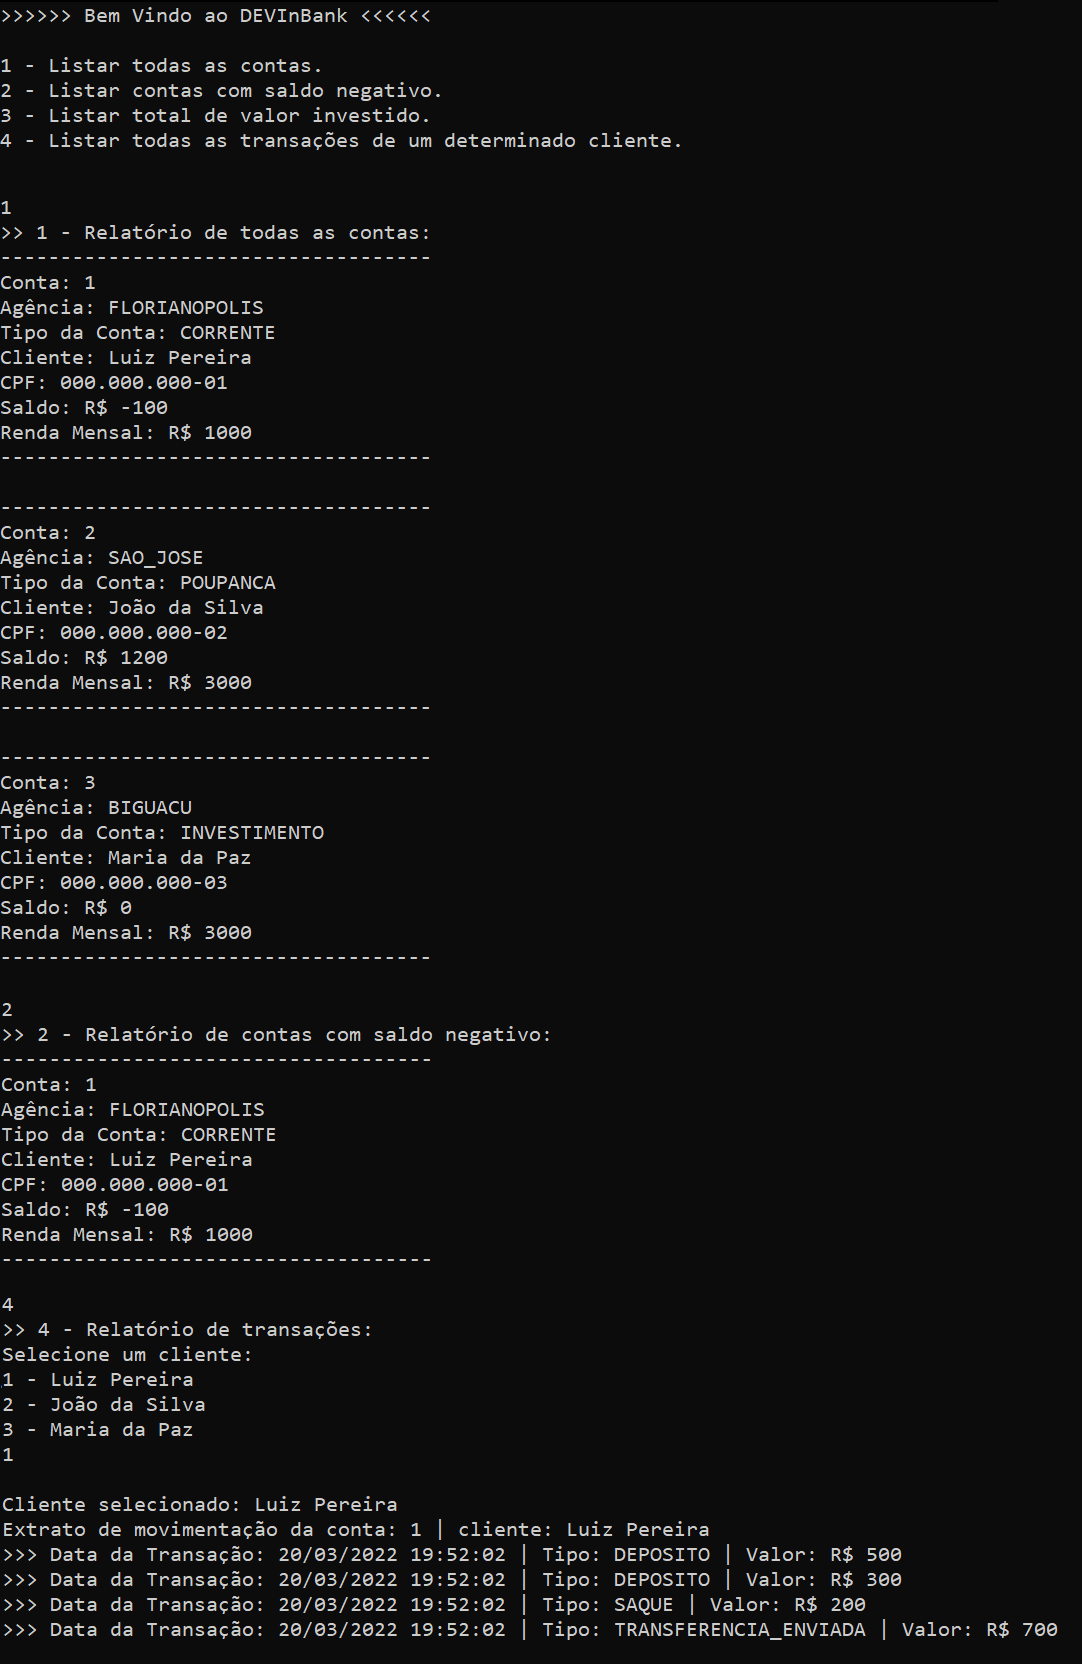 >>>>>> Bem Vindo ao DEVInBank <<<<<<
1 - Listar todas as contas.
2 - Listar contas com saldo negativo.
3 - Listar total de valor investido.
4 - Listar todas as transações de um determinado cliente.
1
>> 1 - Relatório de todas as contas:
------------------------------------
Conta: 1
Agência: FLORIANOPOLIS
Tipo da Conta: CORRENTE
Cliente: Luiz Pereira
CPF: 000.000.000-01
Saldo: R$ -100
Renda Mensal: R$ 1000
------------------------------------
------------------------------------
Conta: 2
Agência: SAO_JOSE
Tipo da Conta: POUPANCA
Cliente: João da Silva
CPF: 000.000.000-02
Saldo: R$ 1200
Renda Mensal: R$ 3000
------------------------------------
------------------------------------
Conta: 3
Agência: BIGUACU
Tipo da Conta: INVESTIMENTO
Cliente: Maria da Paz
CPF: 000.000.000-03
Saldo: R$ 0
Renda Mensal: R$ 3000
------------------------------------
2
>> 2 - Relatório de contas com saldo negativo:
------------------------------------
Conta: 1
Agência: FLORIANOPOLIS
Tipo da Conta: CORRENTE
Cliente: Luiz Pereira
CPF: 000.000.000-01
Saldo: R$ -100
Renda Mensal: R$ 1000
------------------------------------
4
>> 4 - Relatório de transações:
Selecione um cliente:
1 - Luiz Pereira
2 - João da Silva
3 - Maria da Paz
1
Cliente selecionado: Luiz Pereira
Extrato de movimentação da conta: 1 | cliente: Luiz Pereira
>>> Data da Transação: 20/03/2022 19:52:02 | Tipo: DEPOSITO | Valor: R$ 500
>>> Data da Transação: 20/03/2022 19:52:02 | Tipo: DEPOSITO | Valor: R$ 300
>>> Data da Transação: 20/03/2022 19:52:02 | Tipo: SAQUE | Valor: R$ 200
>>> Data da Transação: 20/03/2022 19:52:02 | Tipo: TRANSFERENCIA_ENVIADA | Valor: R$ 700